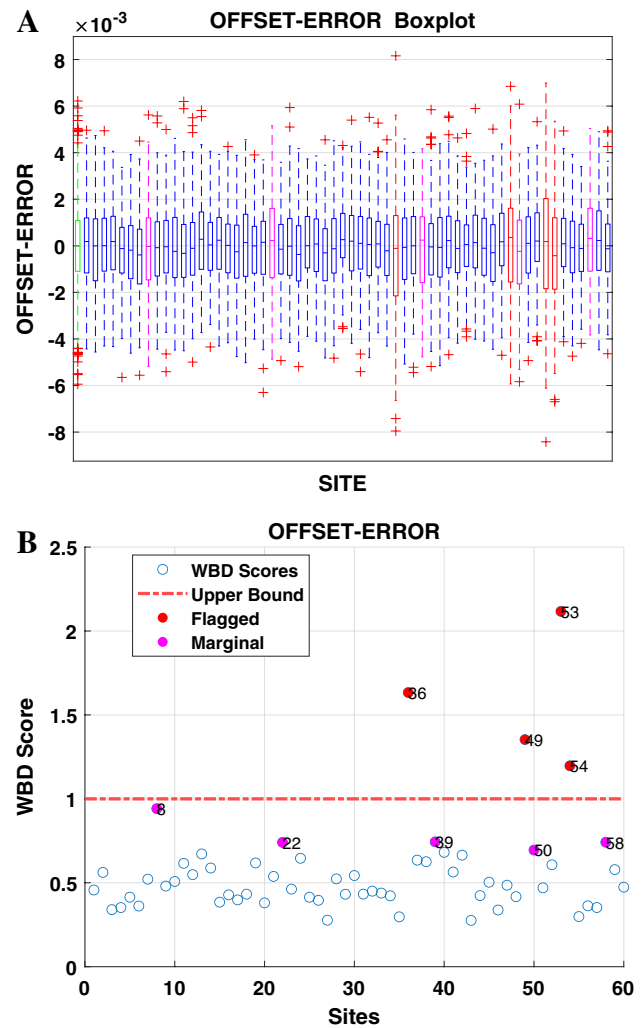 A
×10⁻³
OFFSET-ERROR Boxplot
8
6
4
2
0
-2
-4
-6
-8
OFFSET-ERROR
SITE
B
OFFSET-ERROR
2.5
2
1.5
1
0.5
0
WBD Score
WBD Scores
Upper Bound
Flagged
Marginal
53
36
49
54
8
22
39
50
58
0
10
20
30
40
50
60
Sites